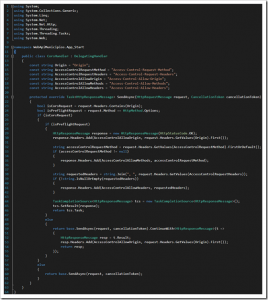 using System;
using System.Collections.Generic;
using System.Linq;
using System.Net;
using System.Net.Http;
using System.Threading;
using System.Threading.Tasks;
using System.Web;
namespace WebApiMunicipios.App_Start
{
public class CorsHandler : DelegatingHandler
{
const string Origin = "Origin";
const string AccessControlRequestMethod = "Access-Control-Request-Method";
const string AccessControlRequestHeaders = "Access-Control-Request-Headers";
const string AccessControlAllowOrigin = "Access-Control-Allow-Origin";
const string AccessControlAllowMethods = "Access-Control-Allow-Methods";
const string AccessControlAllowHeaders = "Access-Control-Allow-Headers";
protected override Task<HttpResponseMessage> SendAsync(HttpRequestMessage request, CancellationToken cancellationToken)
{
bool isCorsRequest = request.Headers.Contains(Origin);
bool isPreflightRequest = request.Method == HttpMethod.Options;
if (isCorsRequest)
{
if (isPreflightRequest)
{
HttpResponseMessage response = new HttpResponseMessage(HttpStatusCode.OK);
response.Headers.Add(AccessControlAllowOrigin, request.Headers.GetValues(Origin).First());
string accessControlRequestMethod = request.Headers.GetValues(AccessControlRequestMethod).FirstOrDefault();
if (accessControlRequestMethod != null)
{
response.Headers.Add(AccessControlAllowMethods, accessControlRequestMethod);
}
string requestedHeaders = string.Join(", ", request.Headers.GetValues(AccessControlRequestHeaders));
if (!string.IsNullOrEmpty(requestedHeaders))
{
response.Headers.Add(AccessControlAllowHeaders, requestedHeaders);
}
TaskCompletionSource<HttpResponseMessage> tcs = new TaskCompletionSource<HttpResponseMessage>();
tcs.SetResult(response);
return tcs.Task;
}
else
{
return base.SendAsync(request, cancellationToken).ContinueWith<HttpResponseMessage>(t =>
{
HttpResponseMessage resp = t.Result;
resp.Headers.Add(AccessControlAllowOrigin, request.Headers.GetValues(Origin).First());
return resp;
});
}
}
else
{
return base.SendAsync(request, cancellationToken);
}
}
}
}